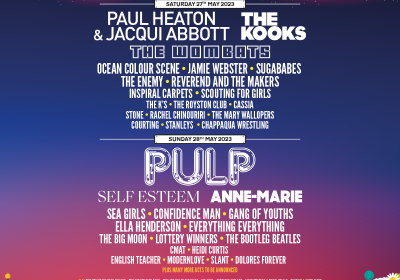 SATURDAY 27TH MAY 2023
PAUL HEATON & JACQUI ABBOTT THE KOOKS
THE WOMBATS
OCEAN COLOUR SCENE • JAMIE WEBSTER • SUGABABES
THE ENEMY • REVEREND AND THE MAKERS
INSPIRAL CARPETS • SCOUTING FOR GIRLS
THE K'S • THE ROYSTON CLUB • CASSIA
STONE • RACHEL CHINOURIRI • THE MARY WALLOPERS
COURTING • STANLEYS • CHAPPAQUA WRESTLING
SUNDAY 28TH MAY 2023
PULP
SELF ESTEEM ANNE-MARIE
SEA GIRLS • CONFIDENCE MAN • GANG OF YOUTHS
ELLA HENDERSON • EVERYTHING EVERYTHING
THE BIG MOON • LOTTERY WINNERS • THE BOOTLEG BEATLES
CMAT • HEIDI CURTIS
ENGLISH TEACHER • MODERNLOVE • SLANT • DOLORES FOREVER
PLUS MANY MORE ACTS TO BE ANNOUNCED